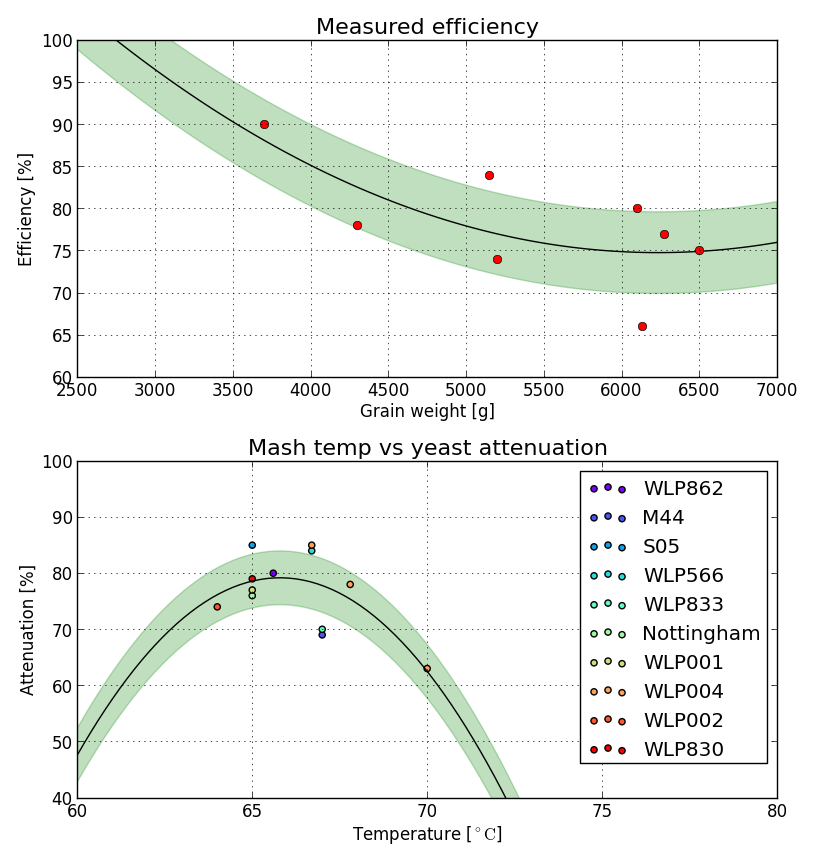 Measured efficiency
100
95
90
85
80
75
70
65
60
Efficiency [%]
2500 3000 3500 4000 4500 5000 5500 6000 6500 7000
Grain weight [g]
Mash temp vs yeast attenuation
100
90
80
70
60
50
40
Attenuation [%]
WLP862
M44
S05
WLP566
WLP833
Nottingham
WLP001
WLP004
WLP002
WLP830
60 65 70 75 80
Temperature [°C]